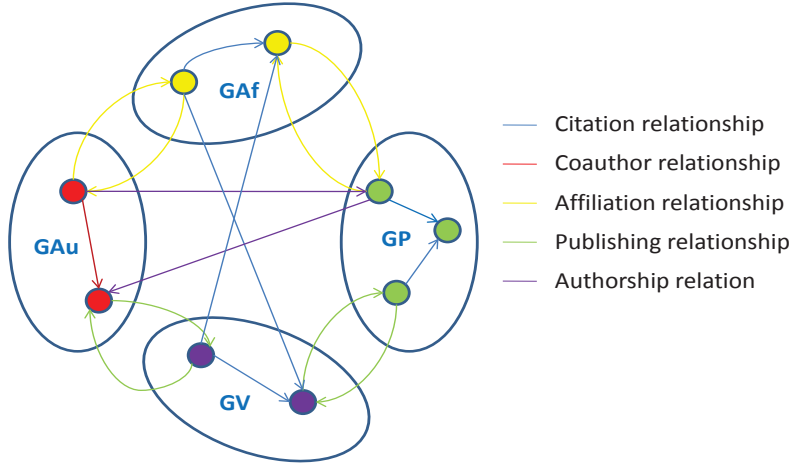 GAf
GAu
GP
GV
Citation relationship
Coauthor relationship
Affiliation relationship
Publishing relationship
Authorship relation